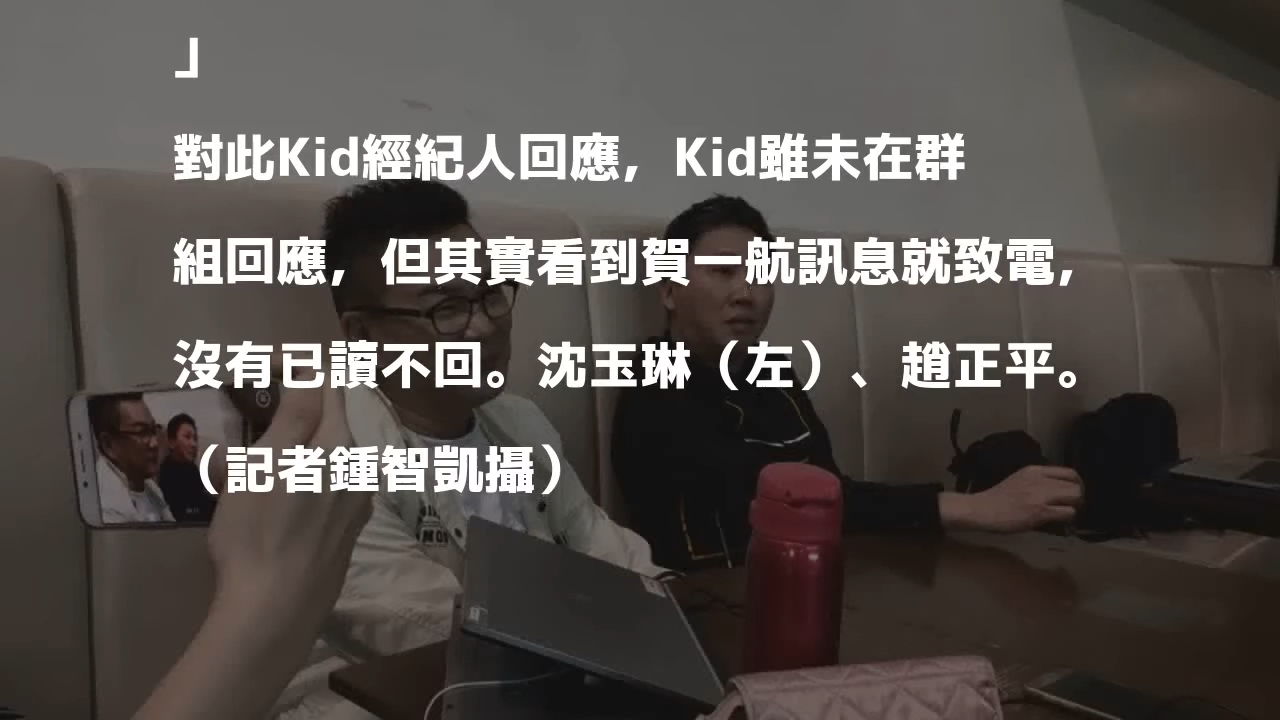 」
對此Kid經紀人回應，Kid雖未在群
組回應，但其實看到賀一航訊息就致電，
沒有已讀不回。沈玉琳（左）、趙正平。
（記者鍾智凱攝）